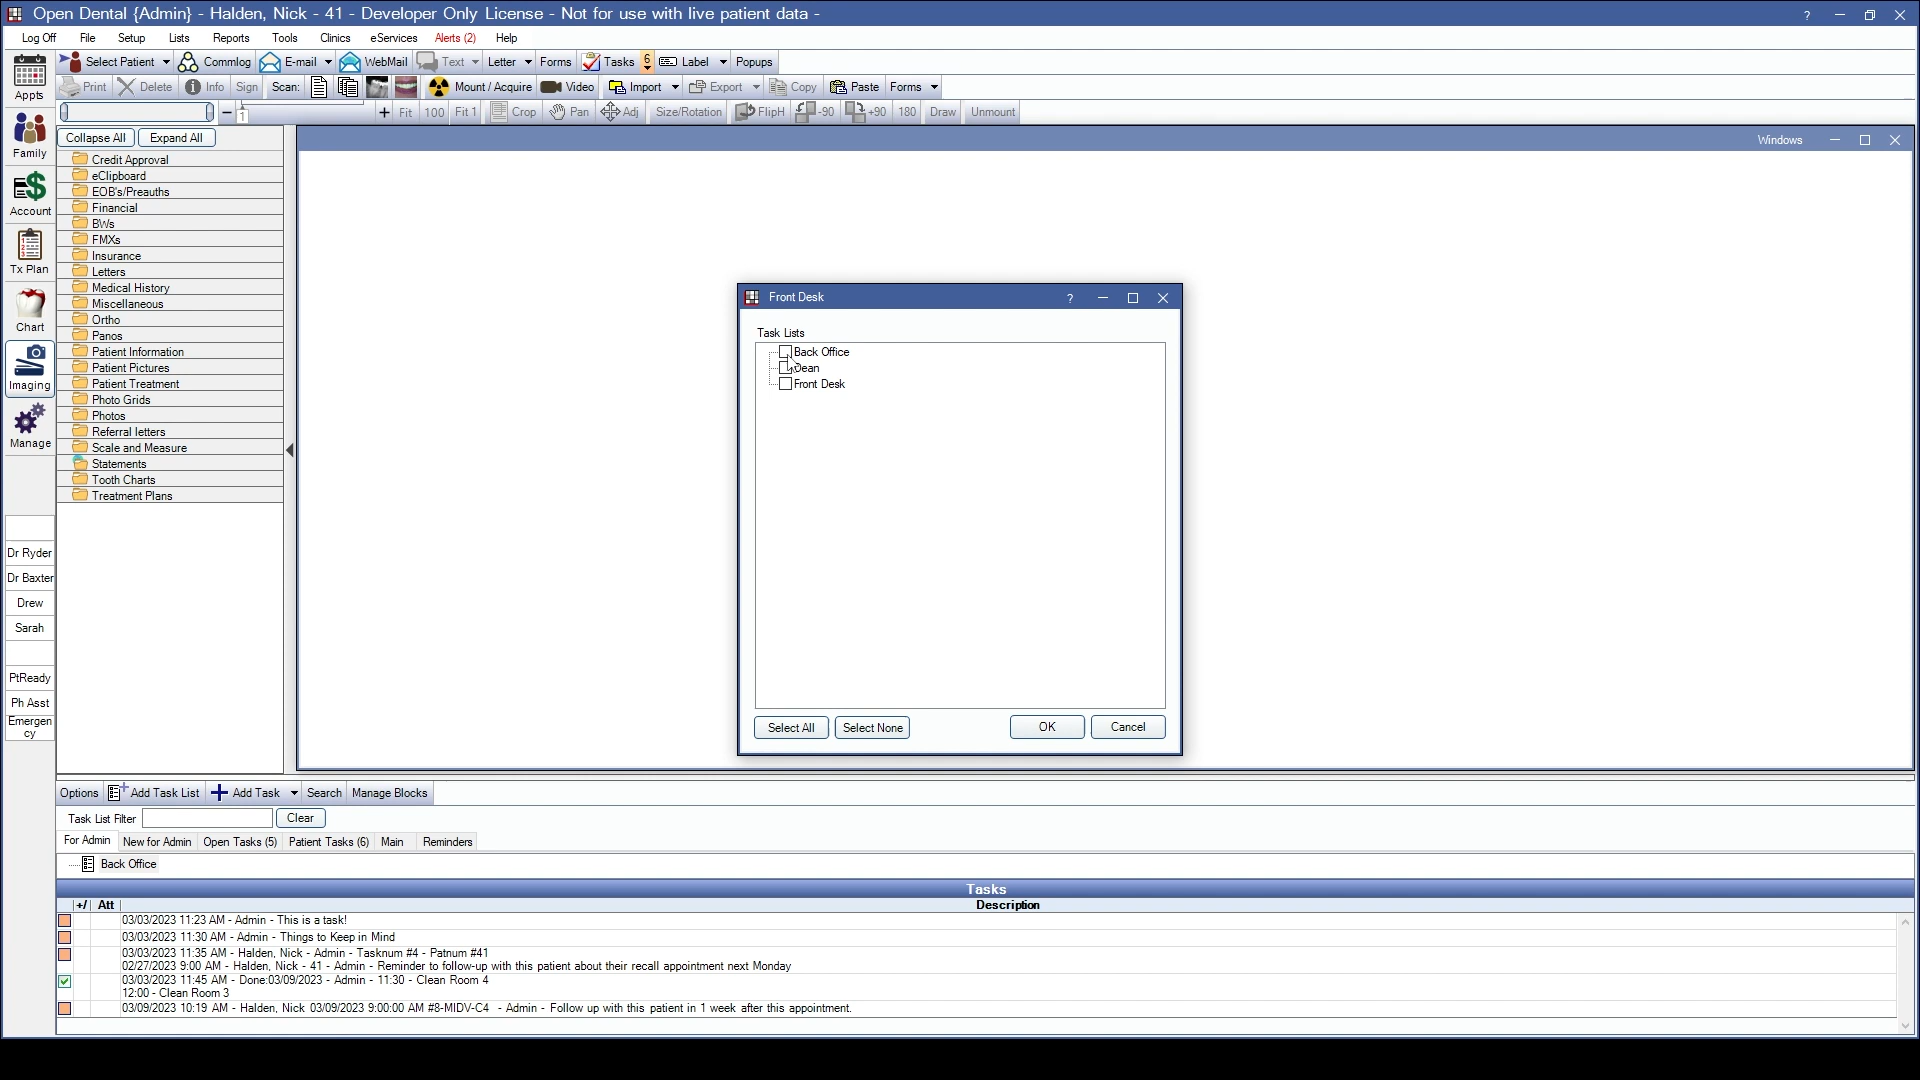 Open Dental {Admin} - Halden, Nick - 41 - Developer Only License - Not for use with live patient data -
Log Off File Setup Lists Reports Tools Clinics eServices Alerts (2) Help
Select Patient Commlog E-mail WebMail Text Letter Forms Tasks 6 Label Popups
Print Delete Info Sign Scan: Mount / Acquire Video Import Export Copy Paste Forms
1 Fit 100 Fit 1 Crop Pan Adj Size/Rotation FlipH -90 +90 180 Draw Unmount
Appts
Family
Account
Tx Plan
Chart
Imaging
Manage
Dr Ryder
Dr Baxter
Drew
Sarah
PtReady
Ph Asst
Emergen
cy
Collapse All Expand All
Credit Approval
eClipboard
EOB's/Preauths
Financial
BWs
FMXs
Insurance
Letters
Medical History
Miscellaneous
Ortho
Panos
Patient Information
Patient Pictures
Patient Treatment
Photo Grids
Photos
Referral letters
Scale and Measure
Statements
Tooth Charts
Treatment Plans
Windows
Front Desk
Task Lists
Back Office
Dean
Front Desk
Select All Select None OK Cancel
Options Add Task List Add Task Search Manage Blocks
Task List Filter Clear
For Admin New for Admin Open Tasks (5) Patient Tasks (6) Main Reminders
Back Office
Tasks
+/ Att Description
03/03/2023 11:23 AM - Admin - This is a task!
03/03/2023 11:30 AM - Admin - Things to Keep in Mind
03/03/2023 11:35 AM - Halden, Nick - Admin - Tasknum #4 - Patnum #41
02/27/2023 9:00 AM - Halden, Nick - 41 - Admin - Reminder to follow-up with this patient about their recall appointment next Monday
03/03/2023 11:45 AM - Done:03/09/2023 - Admin - 11:30 - Clean Room 4
12:00 - Clean Room 3
03/09/2023 10:19 AM - Halden, Nick 03/09/2023 9:00:00 AM #8-MIDV-C4 - Admin - Follow up with this patient in 1 week after this appointment.